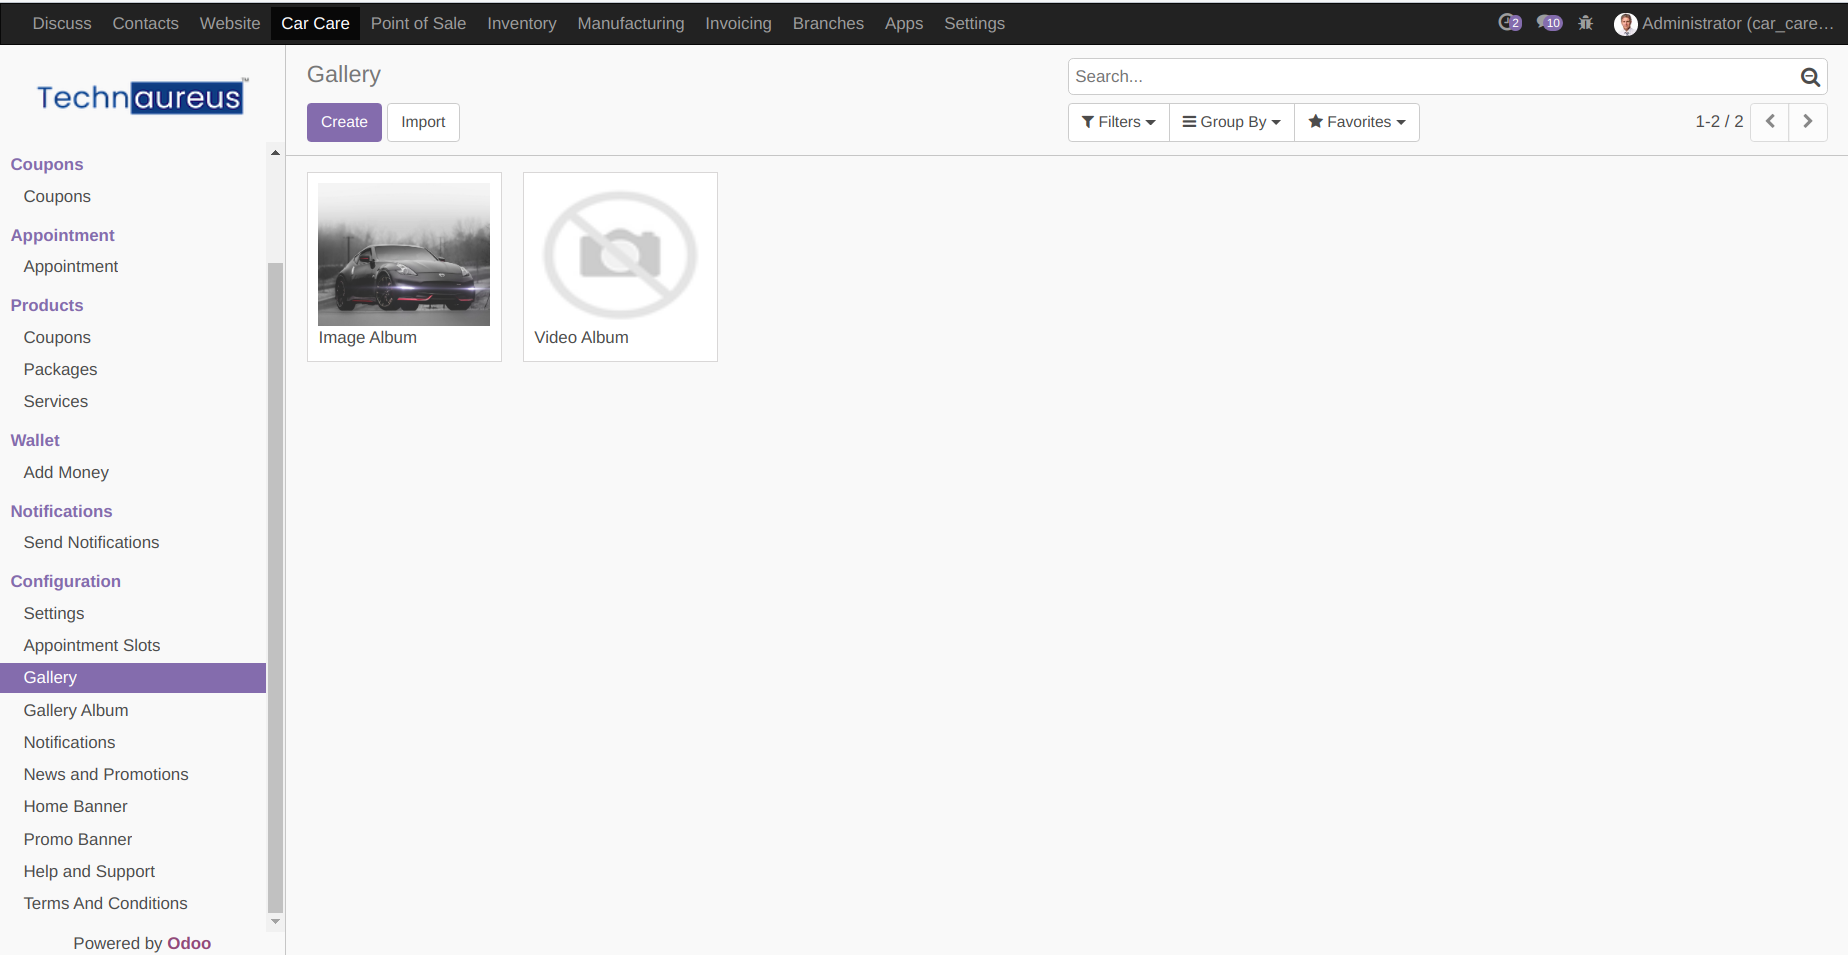 Discuss Contacts Website Car Care Point of Sale Inventory Manufacturing Invoicing Branches Apps Settings 2 10 Administrator (car_care...
Technaureus™
Gallery
Search...
Create Import
Filters Group By Favorites 1-2 / 2
Coupons
Coupons
Appointment
Appointment
Products
Coupons
Packages
Services
Wallet
Add Money
Notifications
Send Notifications
Configuration
Settings
Appointment Slots
Gallery
Gallery Album
Notifications
News and Promotions
Home Banner
Promo Banner
Help and Support
Terms And Conditions
Powered by Odoo
Image Album
Video Album